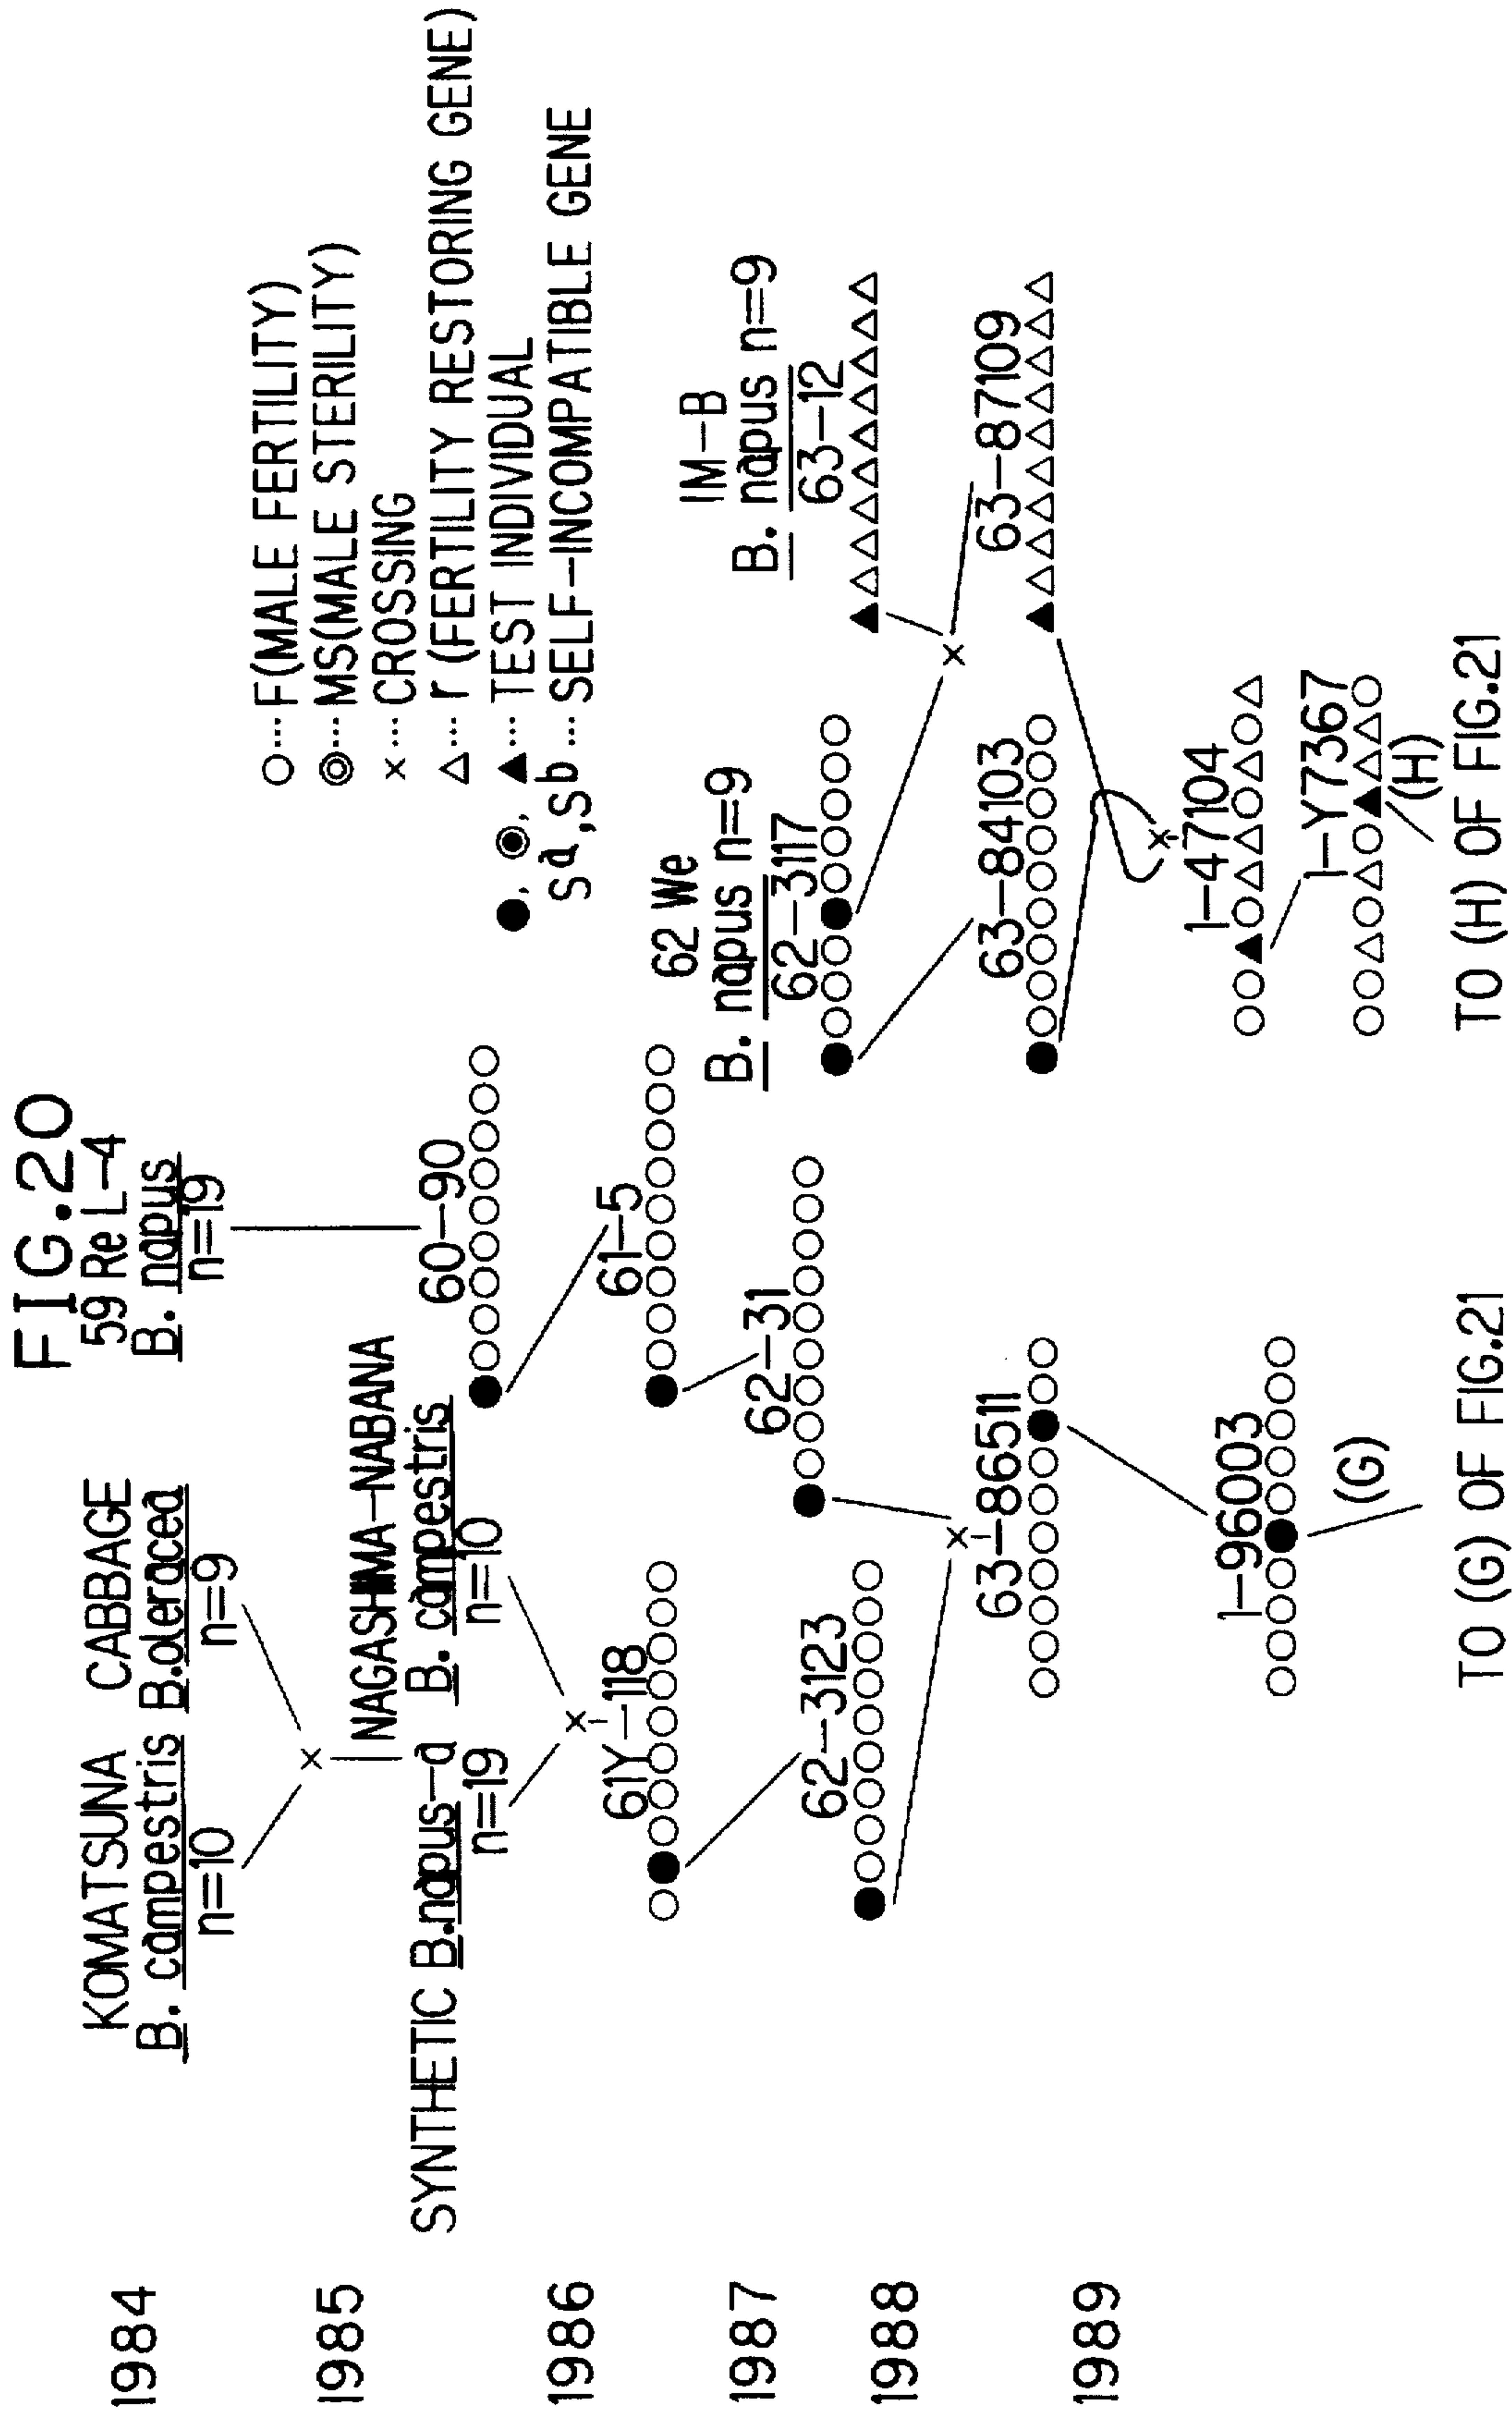 FIG.20
59 Re L-4
B. napus
n=19
KOMATSUNA
B. campestris
n=10
CABBAGE
B.oleracea
n=9
○...F(MALE FERTILITY)
◎...MS(MALE STERILITY)
×...CROSSING
△...r (FERTILITY RESTORING GENE)
●, ◉, ▲...TEST INDIVIDUAL
Sa,Sb...SELF-INCOMPATIBLE GENE
1984
1985
1986
1987
1988
1989
NAGASHIMA-NABANA
B. campestris
n=10
SYNTHETIC B.napus-a
n=19
60-90
61Y-118
61-5
62-31
62-3123
62 We
B. napus n=9
62-3117
IM-B
B. napus n=9
63-12
63-86511
63-84103
63-87109
1-96003
1-47104
1-Y7367
(G)
(H)
TO (G) OF FIG.21
TO (H) OF FIG.21